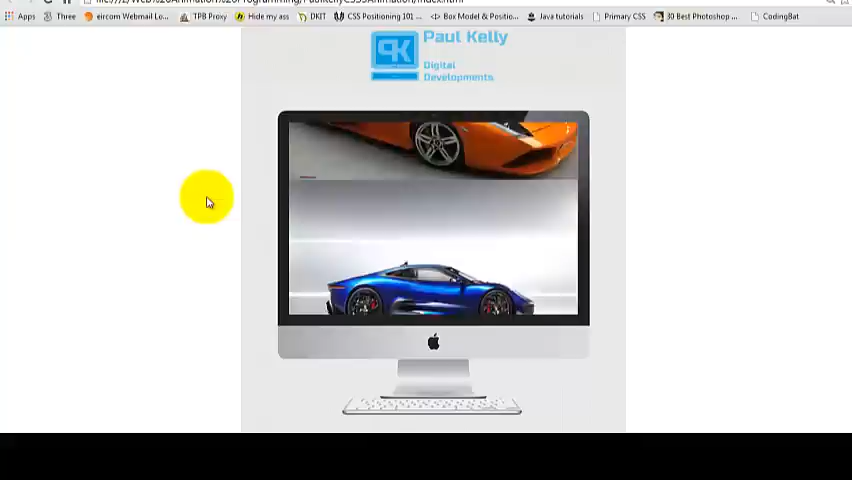 Apps Three eircom Webmail Lo... TPB Proxy Hide my ass DKIT CSS Positioning 101 ... <> Box Model & Positio... Java tutorials Primary CSS 30 Best Photoshop ... CodingBat
PK Paul Kelly
Digital
Developments